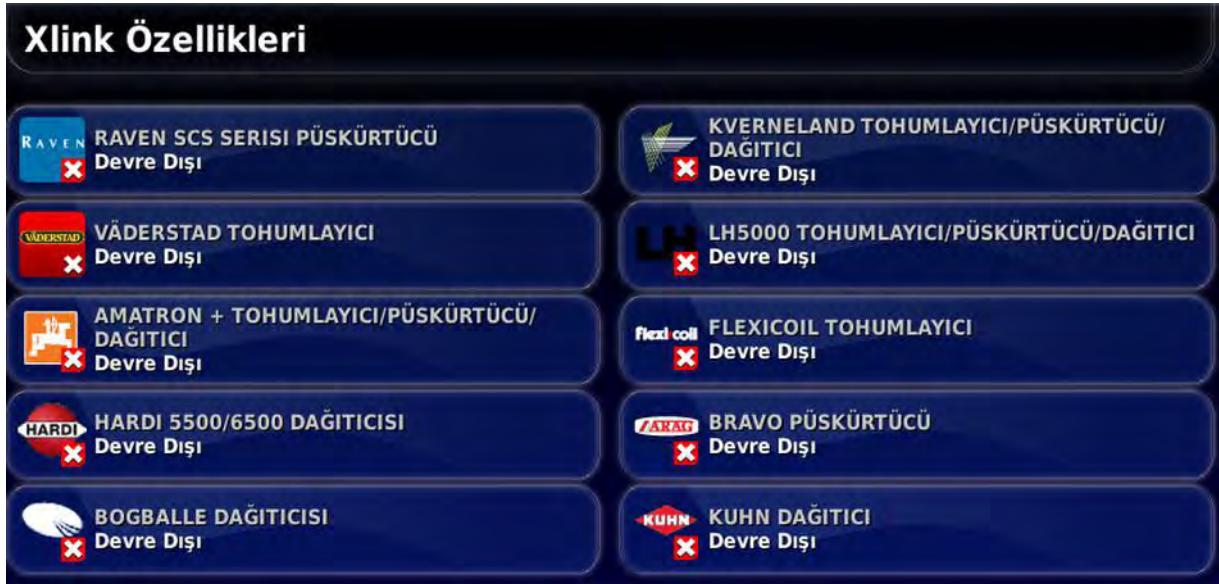 Xlink Özellikleri
RAVEN
RAVEN SCS SERISI PÜSKÜRTÜCÜ
Devre Dışı
KVERNELAND TOHUMLAYICI/PÜSKÜRTÜCÜ/
DAĞITICI
Devre Dışı
VÄDERSTAD
VÄDERSTAD TOHUMLAYICI
Devre Dışı
LH
LH5000 TOHUMLAYICI/PÜSKÜRTÜCÜ/DAĞITICI
Devre Dışı
AMATRON + TOHUMLAYICI/PÜSKÜRTÜCÜ/
DAĞITICI
Devre Dışı
flexi coil
FLEXICOIL TOHUMLAYICI
Devre Dışı
HARDI
HARDI 5500/6500 DAĞITICISI
Devre Dışı
ARAG
BRAVO PÜSKÜRTÜCÜ
Devre Dışı
BOGBALLE DAĞITICISI
Devre Dışı
KUHN
KUHN DAĞITICI
Devre Dışı